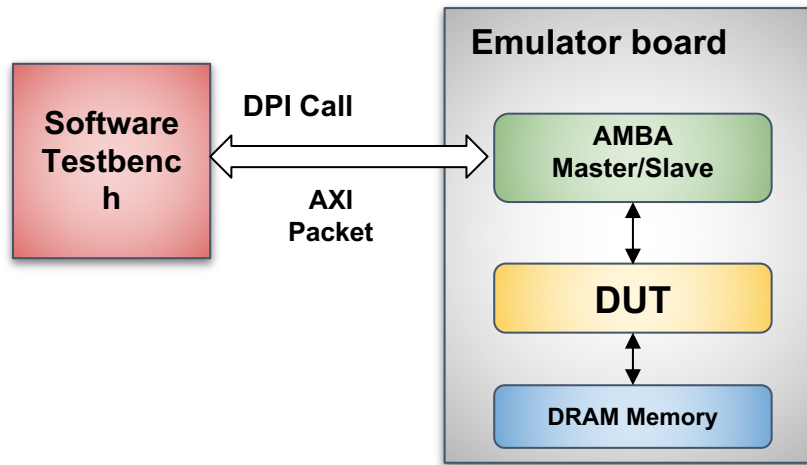 Emulator board
Software
Testbenc
h
DPI Call
AXI
Packet
AMBA
Master/Slave
DUT
DRAM Memory